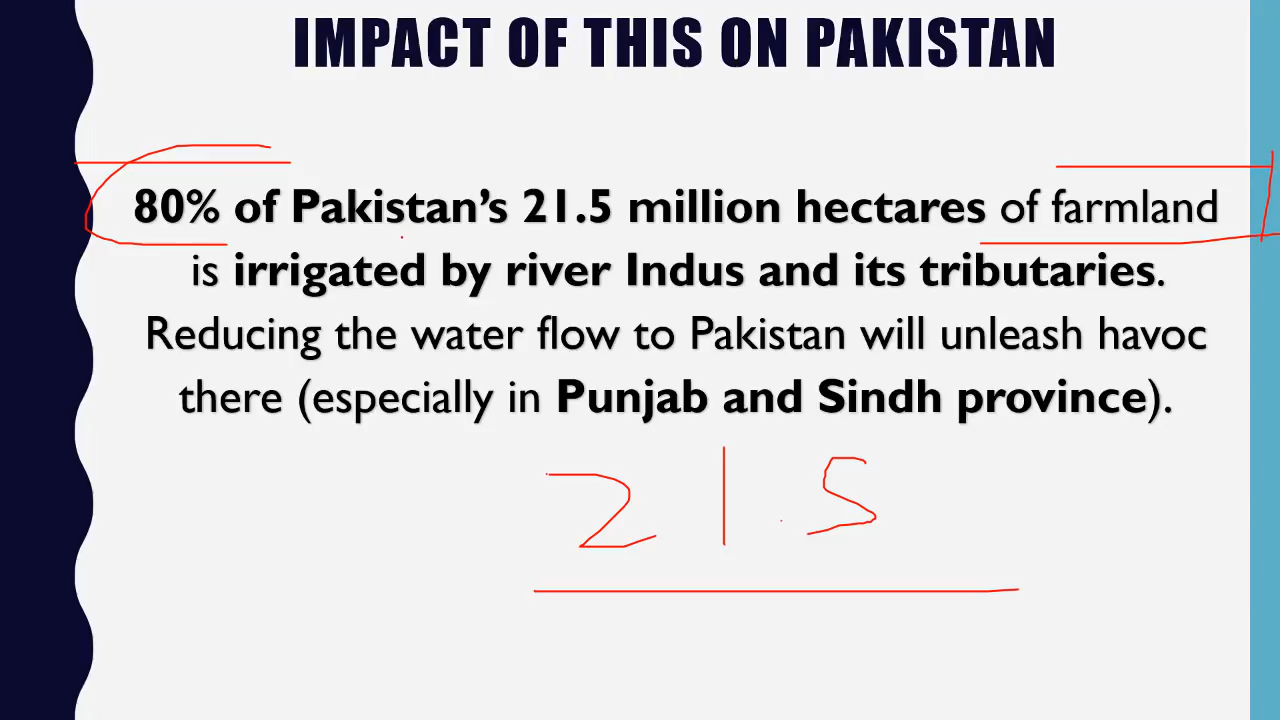 IMPACT OF THIS ON PAKISTAN
80% of Pakistan’s 21.5 million hectares of farmland
is irrigated by river Indus and its tributaries.
Reducing the water flow to Pakistan will unleash havoc
there (especially in Punjab and Sindh province).
21.5